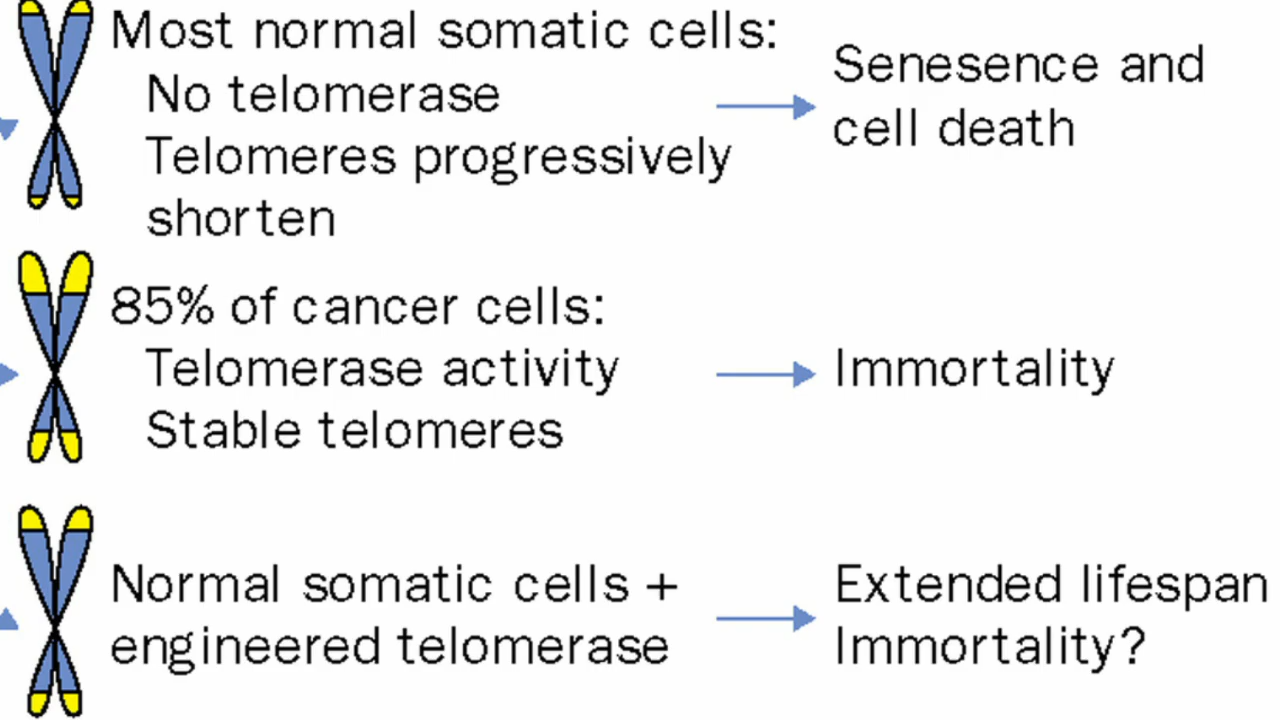 Most normal somatic cells:
No telomerase
Telomeres progressively
shorten
Senesence and
cell death
85% of cancer cells:
Telomerase activity
Stable telomeres
Immortality
Normal somatic cells +
engineered telomerase
Extended lifespan
Immortality?